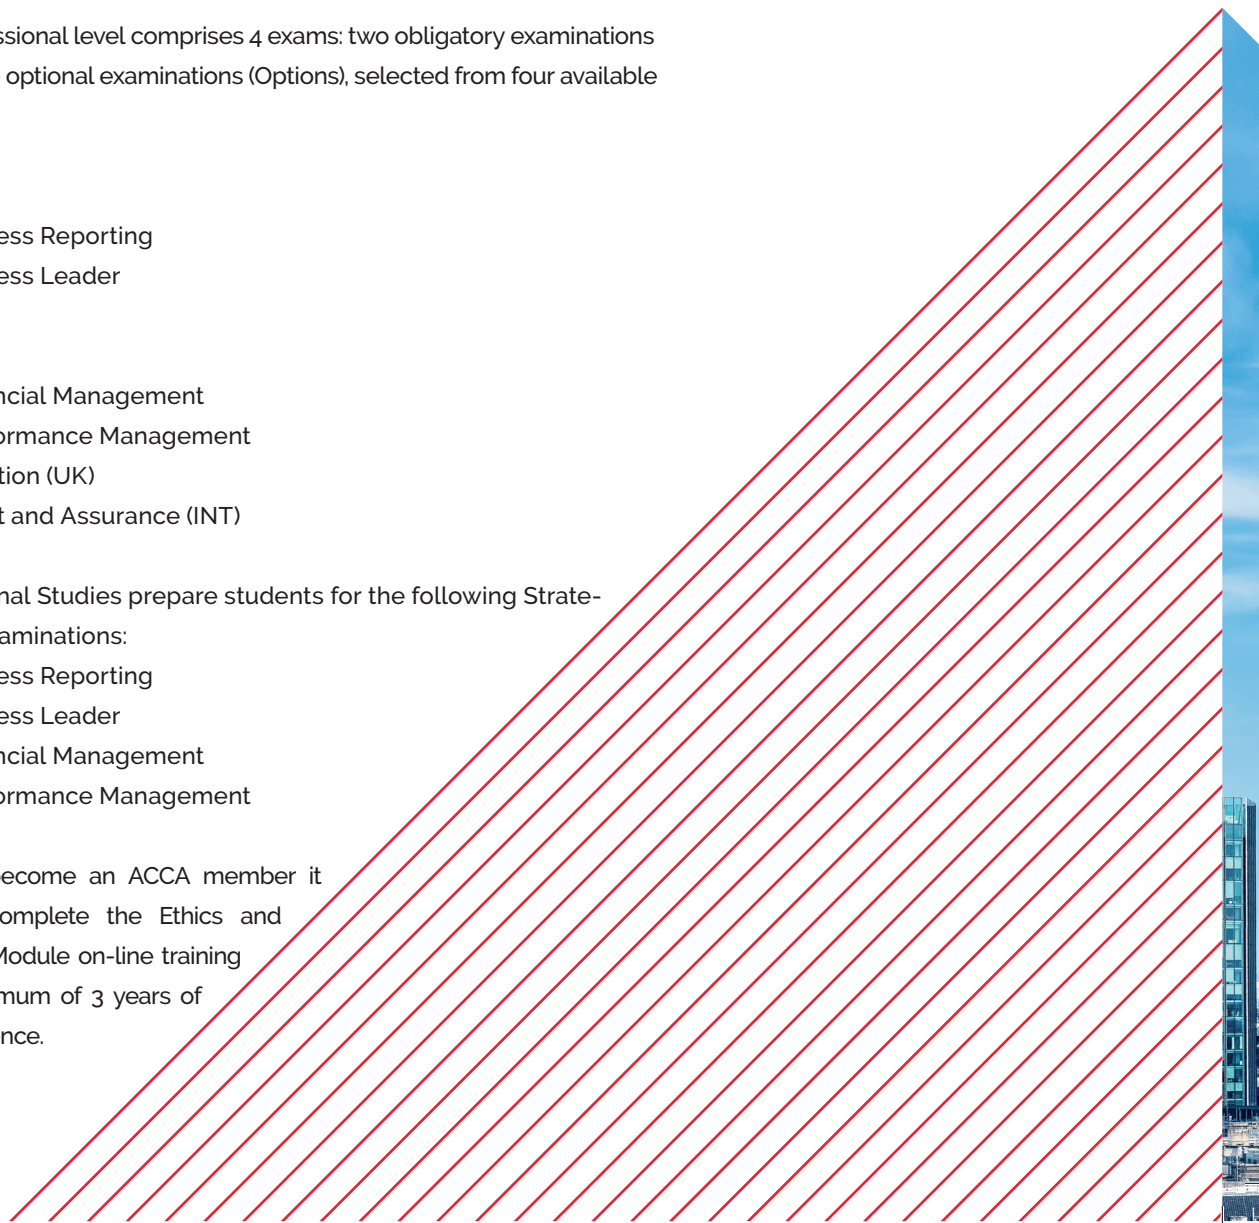 ssional level comprises 4 exams: two obligatory examinations
optional examinations (Options), selected from four available
ess Reporting
ess Leader
ncial Management
ormance Management
tion (UK)
t and Assurance (INT)
nal Studies prepare students for the following Strate-
aminations:
ess Reporting
ess Leader
ncial Management
ormance Management
ecome an ACCA member it
omplete the Ethics and
Module on-line training
mum of 3 years of
nce.